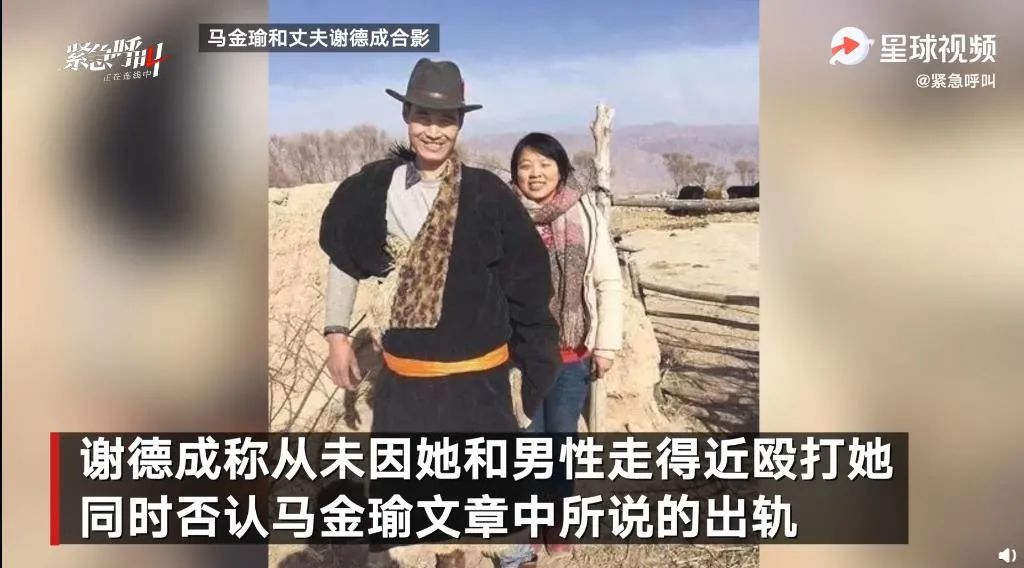 马金瑜和丈夫谢德成合影
紧急呼叫
正在连线中
星球视频
@紧急呼叫
谢德成称从未因她和男性走得近殴打她
同时否认马金瑜文章中所说的出轨